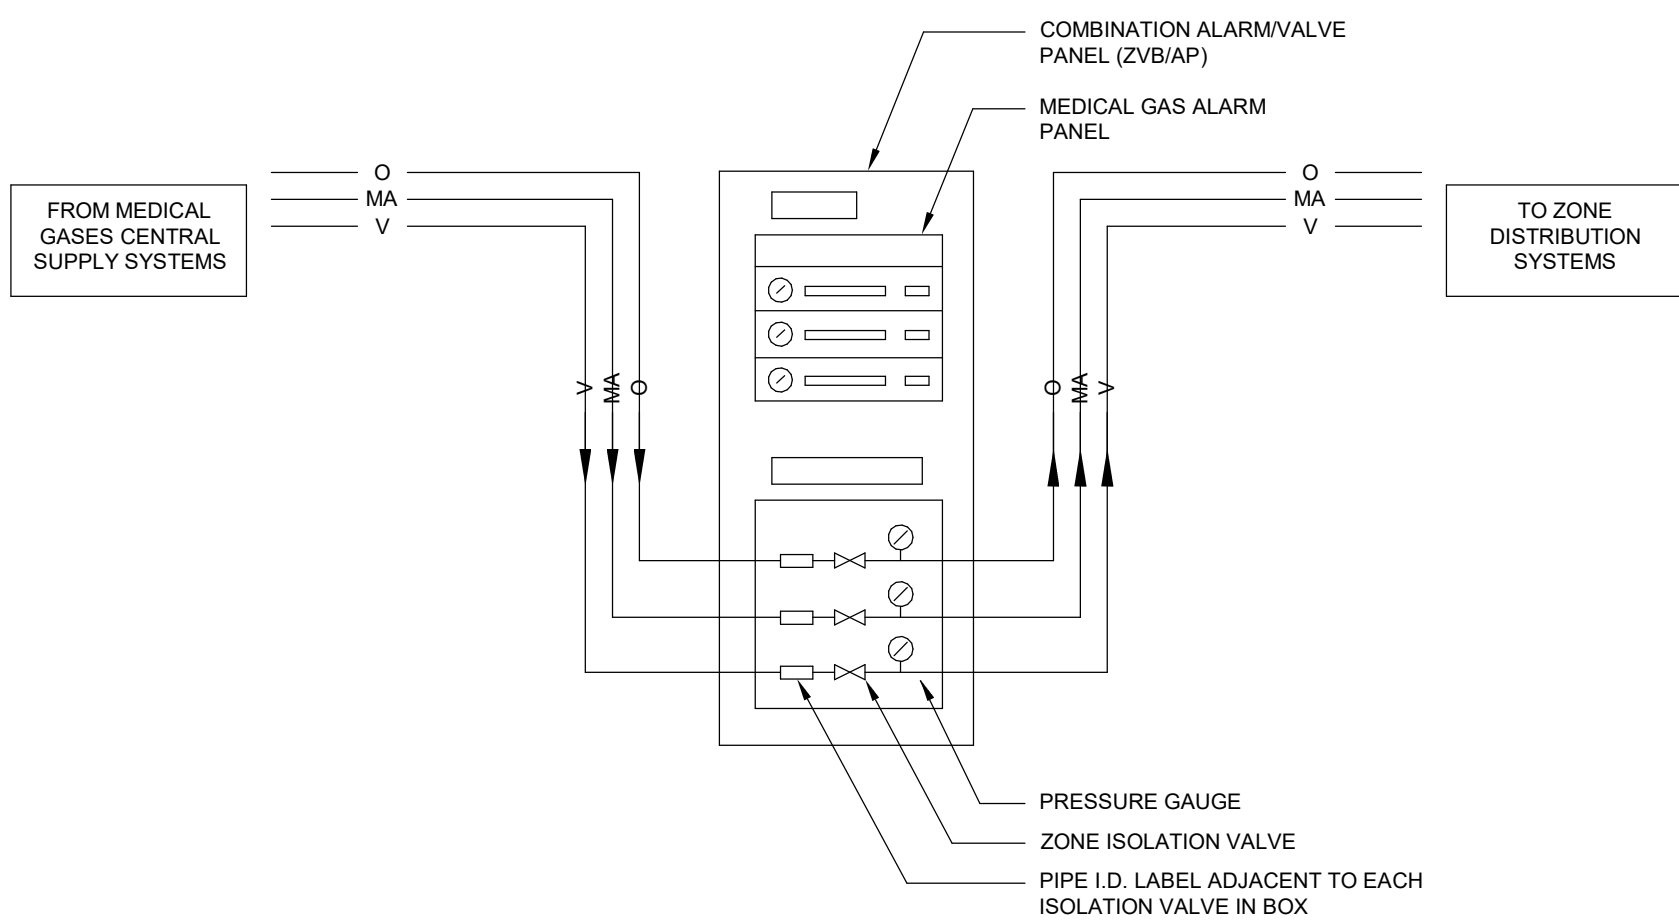 COMBINATION ALARM/VALVE
PANEL (ZVB/AP)
MEDICAL GAS ALARM
PANEL
O
MA
V
FROM MEDICAL
GASES CENTRAL
SUPPLY SYSTEMS
O
MA
V
TO ZONE
DISTRIBUTION
SYSTEMS
V
MA
O
O
MA
V
PRESSURE GAUGE
ZONE ISOLATION VALVE
PIPE I.D. LABEL ADJACENT TO EACH
ISOLATION VALVE IN BOX